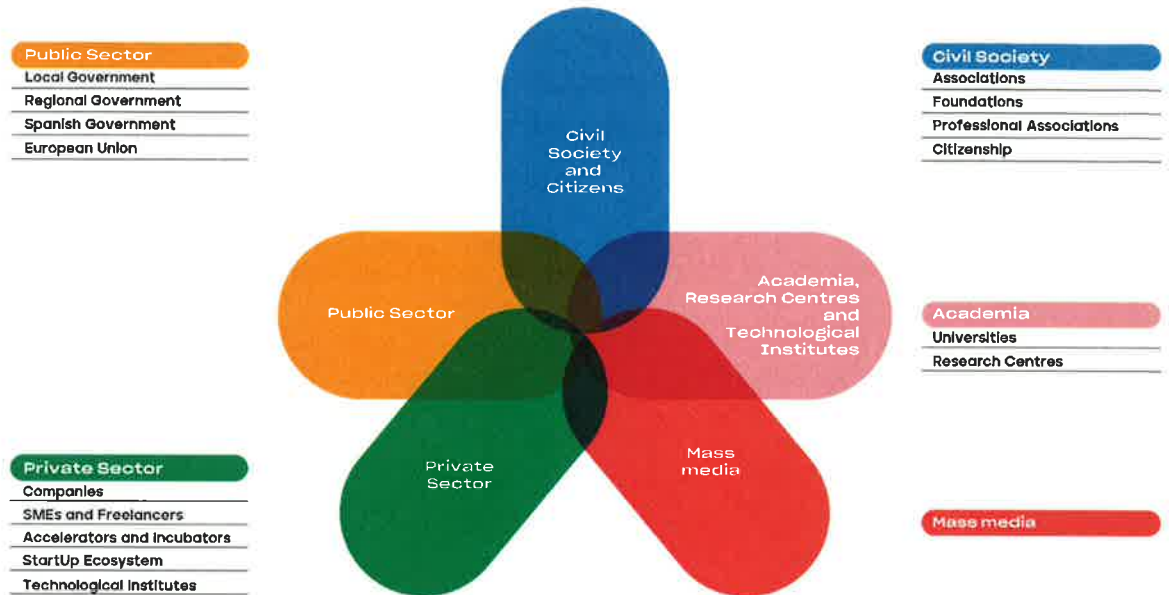 Public Sector
Local Government
Regional Government
Spanish Government
European Union
Civil
Society
and
Citizens
Civil Society
Associations
Foundations
Professional Associations
Citizenship
Public Sector
Academia,
Research Centres
and
Technological
Institutes
Academia
Universities
Research Centres
Private Sector
Companies
SMEs and Freelancers
Accelerators and Incubators
StartUp Ecosystem
Technological Institutes
Private
Sector
Mass
media
Mass media